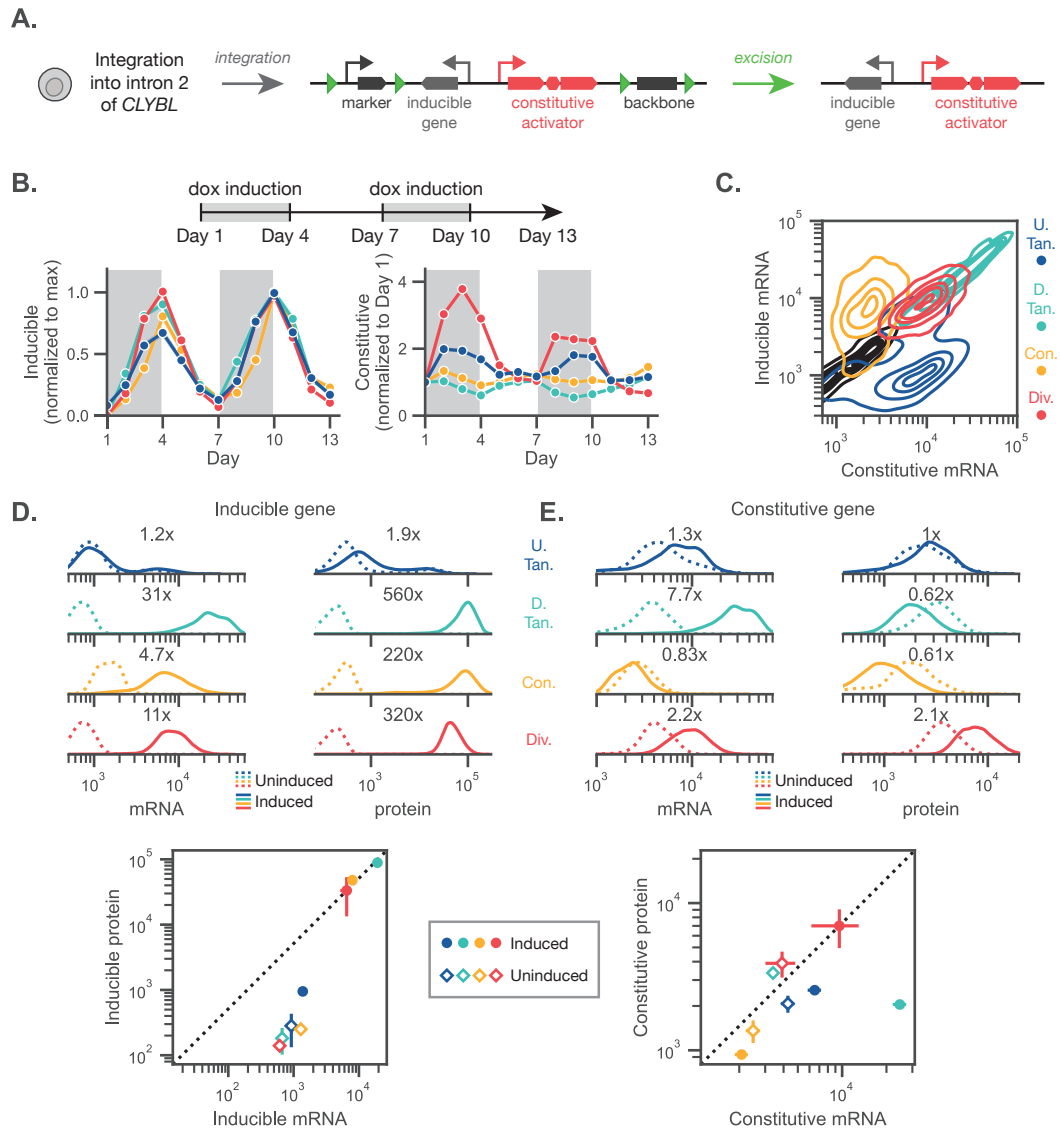 A.
Integration
into intron 2
of CLYBL
integration
marker
inducible
gene
constitutive
activator
backbone
excision
inducible
gene
constitutive
activator
B.
dox induction
dox induction
Day 1
Day 4
Day 7
Day 10
Day 13
Inducible
(normalized to max)
1.0
0.5
0.0
1 4 7 10 13
Day
Constitutive
(normalized to Day 1)
4
2
0
1 4 7 10 13
Day
C.
Inducible mRNA
10^5
10^4
10^3
10^3 10^4 10^5
Constitutive mRNA
U.
Tan.
D.
Tan.
Con.
Div.
D.
Inducible gene
1.2x
31x
4.7x
11x
10^3 10^4
mRNA
1.9x
560x
220x
320x
10^3 10^5
protein
U.
Tan.
D.
Tan.
Con.
Div.
Uninduced
Induced
E.
Constitutive gene
1.3x
7.7x
0.83x
2.2x
10^3 10^4
mRNA
1x
0.62x
0.61x
2.1x
10^3 10^4
protein
Uninduced
Induced
Inducible protein
10^5
10^4
10^3
10^2
10^2 10^3 10^4
Inducible mRNA
Induced
Uninduced
Constitutive protein
10^4
10^3
10^4
Constitutive mRNA